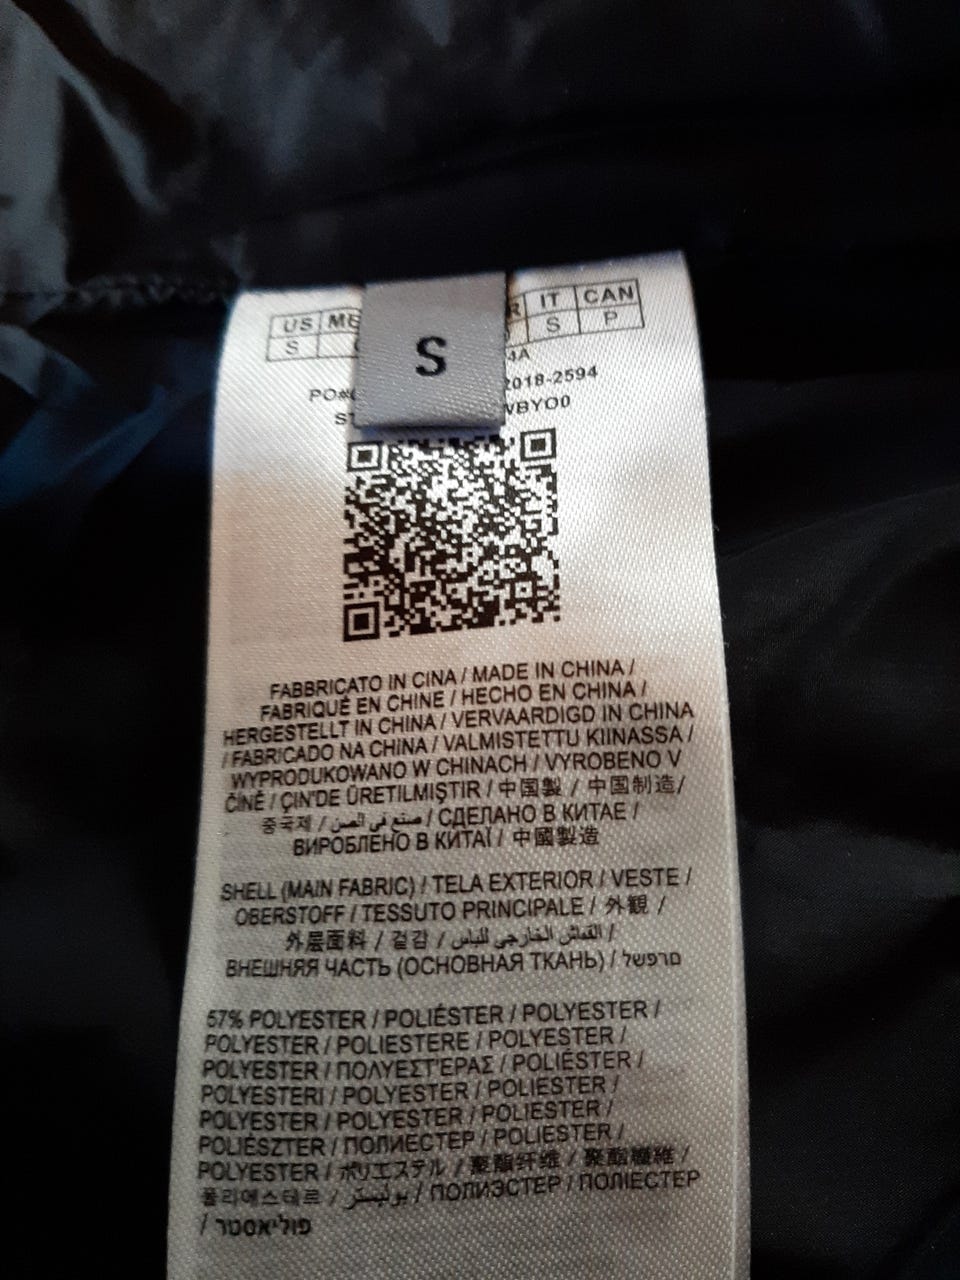 US IT CAN
S S P
S
4A
PO# 2018-2594
WBYO0
FABBRICATO IN CINA / MADE IN CHINA /
FABRIQUÉ EN CHINE / HECHO EN CHINA /
HERGESTELLT IN CHINA / VERVAARDIGD IN CHINA
/ FABRICADO NA CHINA / VALMISTETTU KIINASSA /
WYPRODUKOWANO W CHINACH / VYROBENO V
ČÍNĚ / ÇIN'DE ÜRETILMIŞTIR / 中国製 / 中国制造/
중국제 / صنع في الصن / СДЕЛАНО В КИТАЕ /
ВИРОБЛЕНО В КИТАЇ / 中國製造
SHELL (MAIN FABRIC) / TELA EXTERIOR / VESTE /
OBERSTOFF / TESSUTO PRINCIPALE / 外観 /
外层面料 / 겉감 / القماش الخارجي للباس /
ВНЕШНЯЯ ЧАСТЬ (ОСНОВНАЯ ТКАНЬ) /
57% POLYESTER / POLIÉSTER / POLYESTER /
POLYESTER / POLIESTERE / POLYESTER /
POLYESTER / ΠΟΛΥΕΣΤΈΡΑΣ / POLIÉSTER /
POLYESTERI / POLYESTER / POLIESTER /
POLYESTER / POLYESTER / POLIESTER /
POLIÉSZTER / ПОЛИЕСТЕР / POLIESTER /
POLYESTER / ポリエステル / 聚酯纤维 / 聚酯纖維 /
폴리에스테르 / بوليستر / ПОЛИЭСТЕР / ПОЛІЕСТЕР
/ פוליאסטר